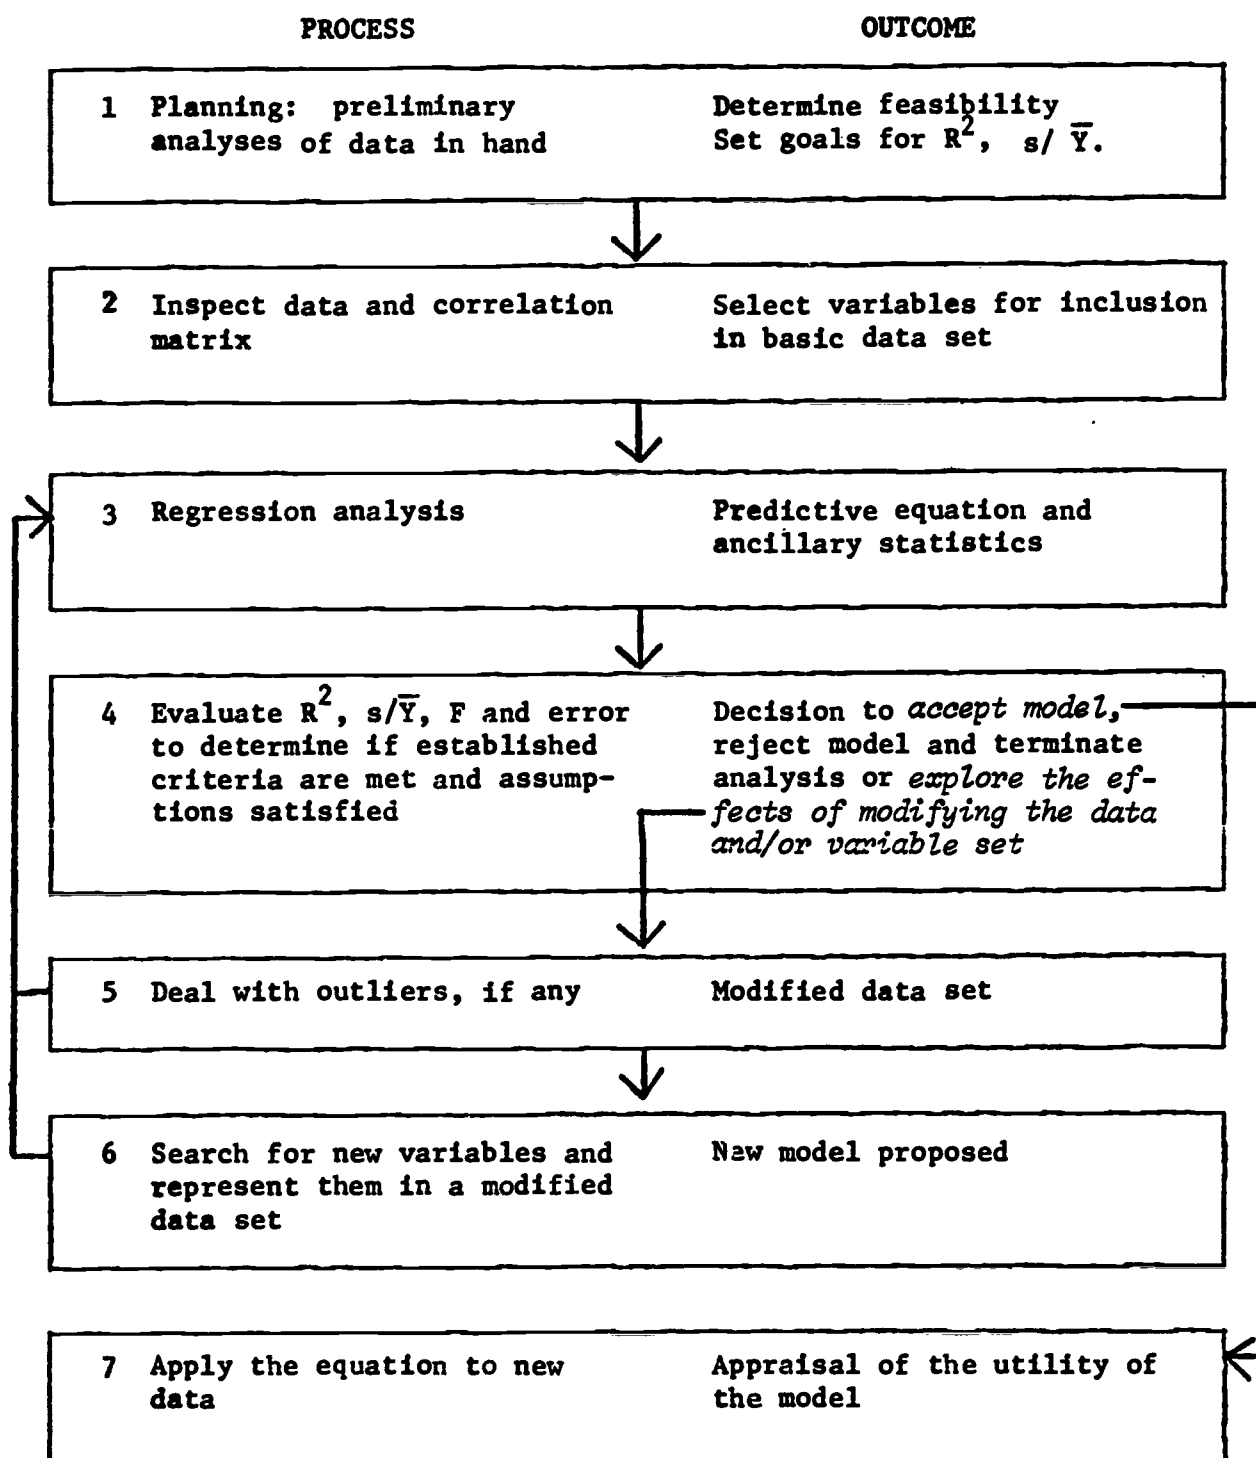 PROCESS OUTCOME
1 Planning: preliminary
analyses of data in hand
Determine feasibility
Set goals for R², s/ Y̅.
2 Inspect data and correlation
matrix
Select variables for inclusion
in basic data set
3 Regression analysis
Predictive equation and
ancillary statistics
4 Evaluate R², s/Y̅, F and error
to determine if established
criteria are met and assump-
tions satisfied
Decision to accept model,
reject model and terminate
analysis or explore the ef-
fects of modifying the data
and/or variable set
5 Deal with outliers, if any
Modified data set
6 Search for new variables and
represent them in a modified
data set
New model proposed
7 Apply the equation to new
data
Appraisal of the utility of
the model